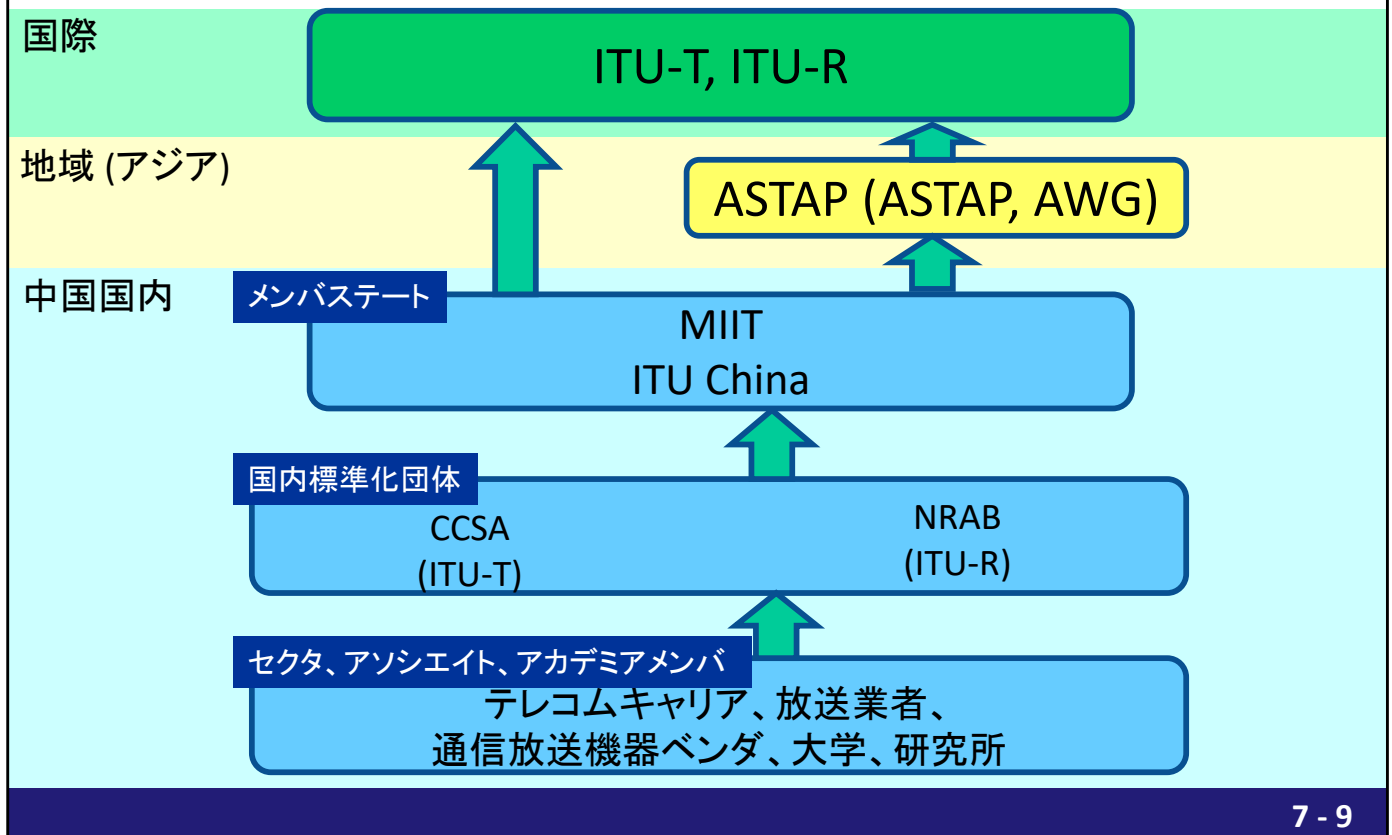 国際
ITU-T, ITU-R
地域 (アジア)
ASTAP (ASTAP, AWG)
中国国内
メンバステート
MIIT
ITU China
国内標準化団体
CCSA
(ITU-T)
NRAB
(ITU-R)
セクタ、アソシエイト、アカデミアメンバ
テレコムキャリア、放送業者、
通信放送機器ベンダ、大学、研究所
7 - 9